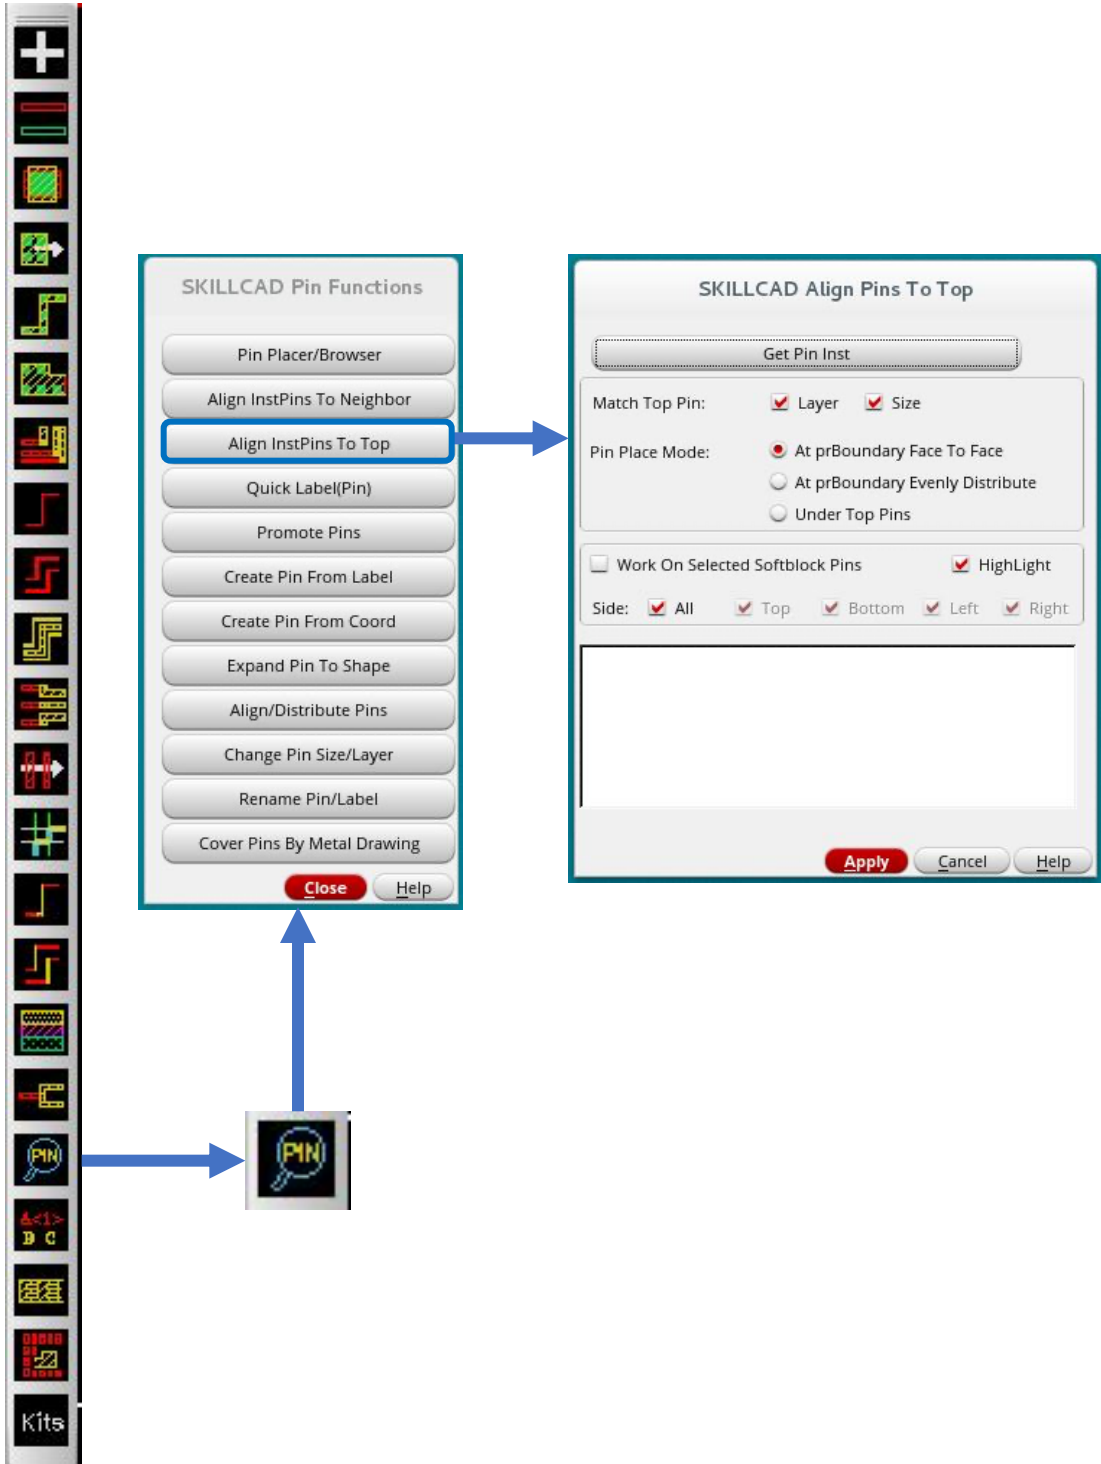 SKILLCAD Pin Functions
Pin Placer/Browser
Align InstPins To Neighbor
Align InstPins To Top
Quick Label(Pin)
Promote Pins
Create Pin From Label
Create Pin From Coord
Expand Pin To Shape
Align/Distribute Pins
Change Pin Size/Layer
Rename Pin/Label
Cover Pins By Metal Drawing
Close Help
SKILLCAD Align Pins To Top
Get Pin Inst
Match Top Pin: Layer Size
Pin Place Mode: At prBoundary Face To Face
At prBoundary Evenly Distribute
Under Top Pins
Work On Selected Softblock Pins HighLight
Side: All Top Bottom Left Right
Apply Cancel Help
PIN
PIN
A<1>
B C
Kits